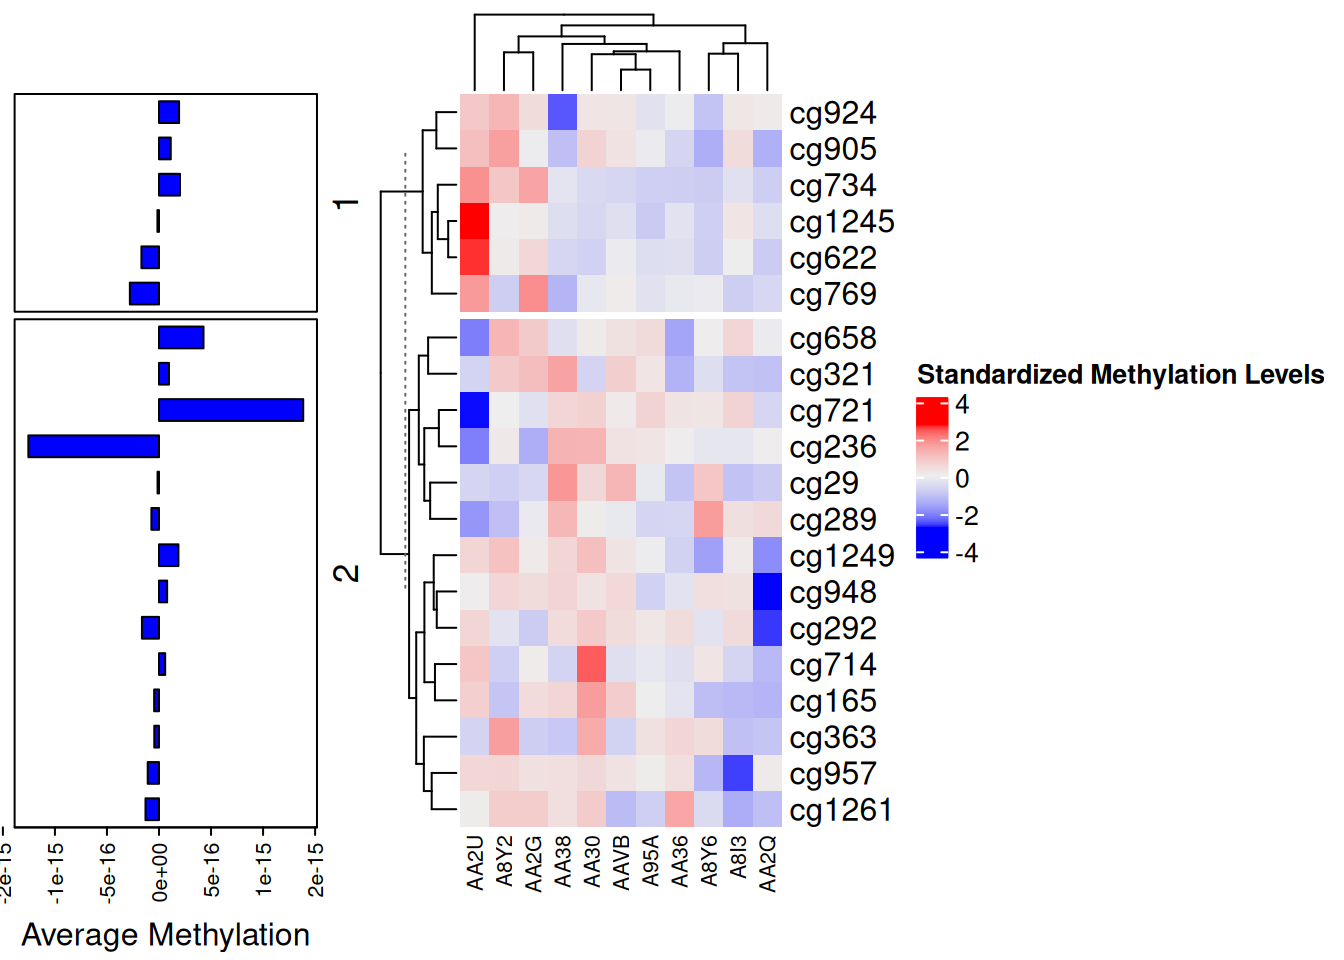 cg924
cg905
cg734
cg1245
cg622
cg769
1
cg658
cg321
cg721
cg236
cg29
cg289
cg1249
cg948
cg292
cg714
cg165
cg363
cg957
cg1261
2
Standardized Methylation Levels
4
2
0
-2
-4
-2e-15
-1e-15
-5e-16
0e+00
5e-16
1e-15
2e-15
Average Methylation
AA2U
A8Y2
AA2G
AA38
AA30
AAVB
A95A
AA36
A8Y6
A8I3
AA2Q